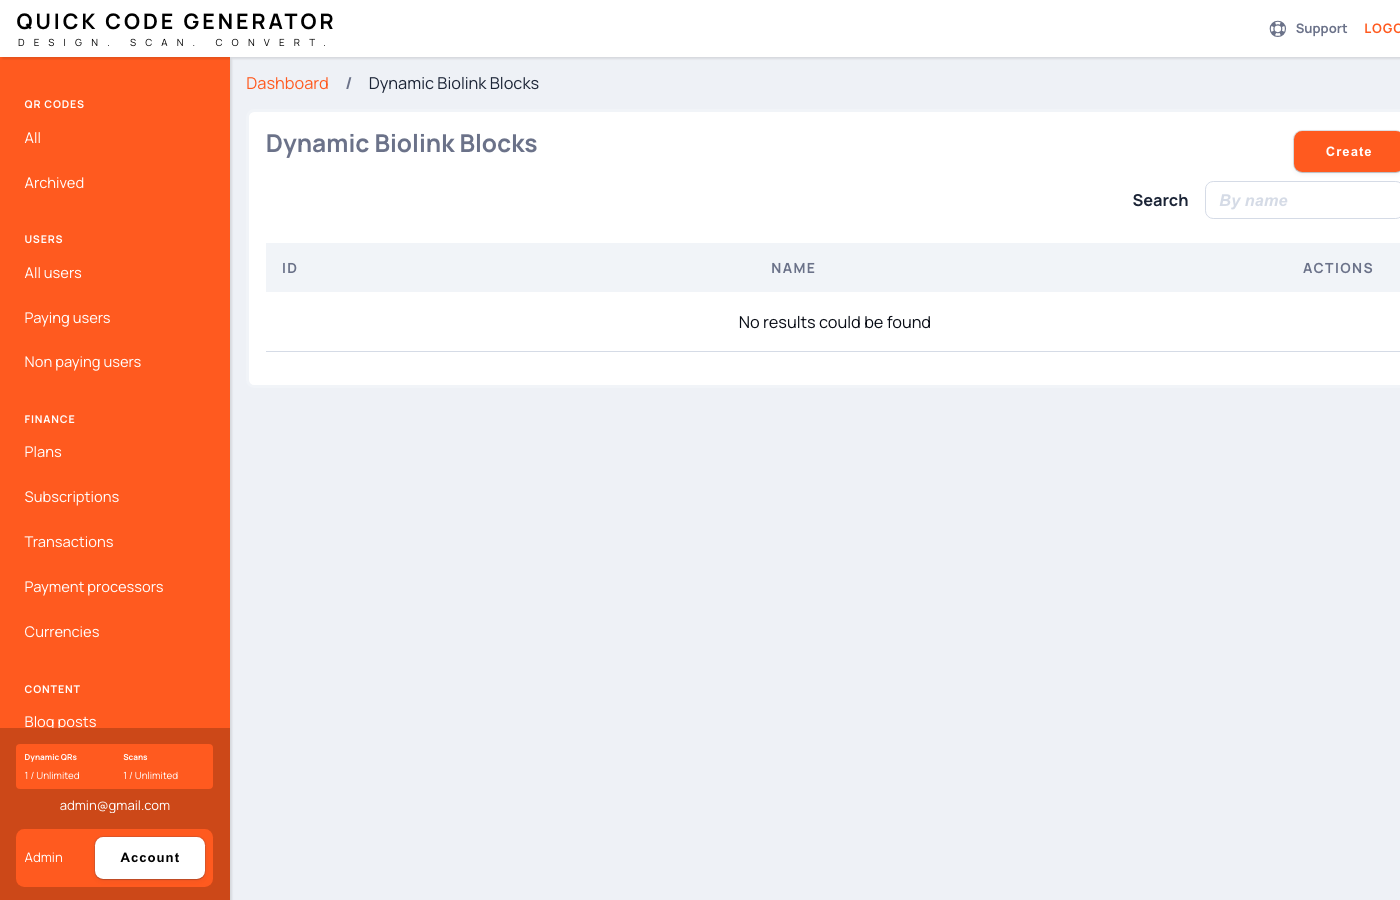 QUICK CODE GENERATOR
DESIGN. SCAN. CONVERT.
Support
Dashboard / Dynamic Biolink Blocks
QR CODES
All
Archived
USERS
All users
Paying users
Non paying users
FINANCE
Plans
Subscriptions
Transactions
Payment processors
Currencies
CONTENT
Blog posts
Dynamic QRs Scans
1 / Unlimited 1 / Unlimited
admin@gmail.com
Admin Account
Dynamic Biolink Blocks
Create
Search By name
ID NAME ACTIONS
No results could be found